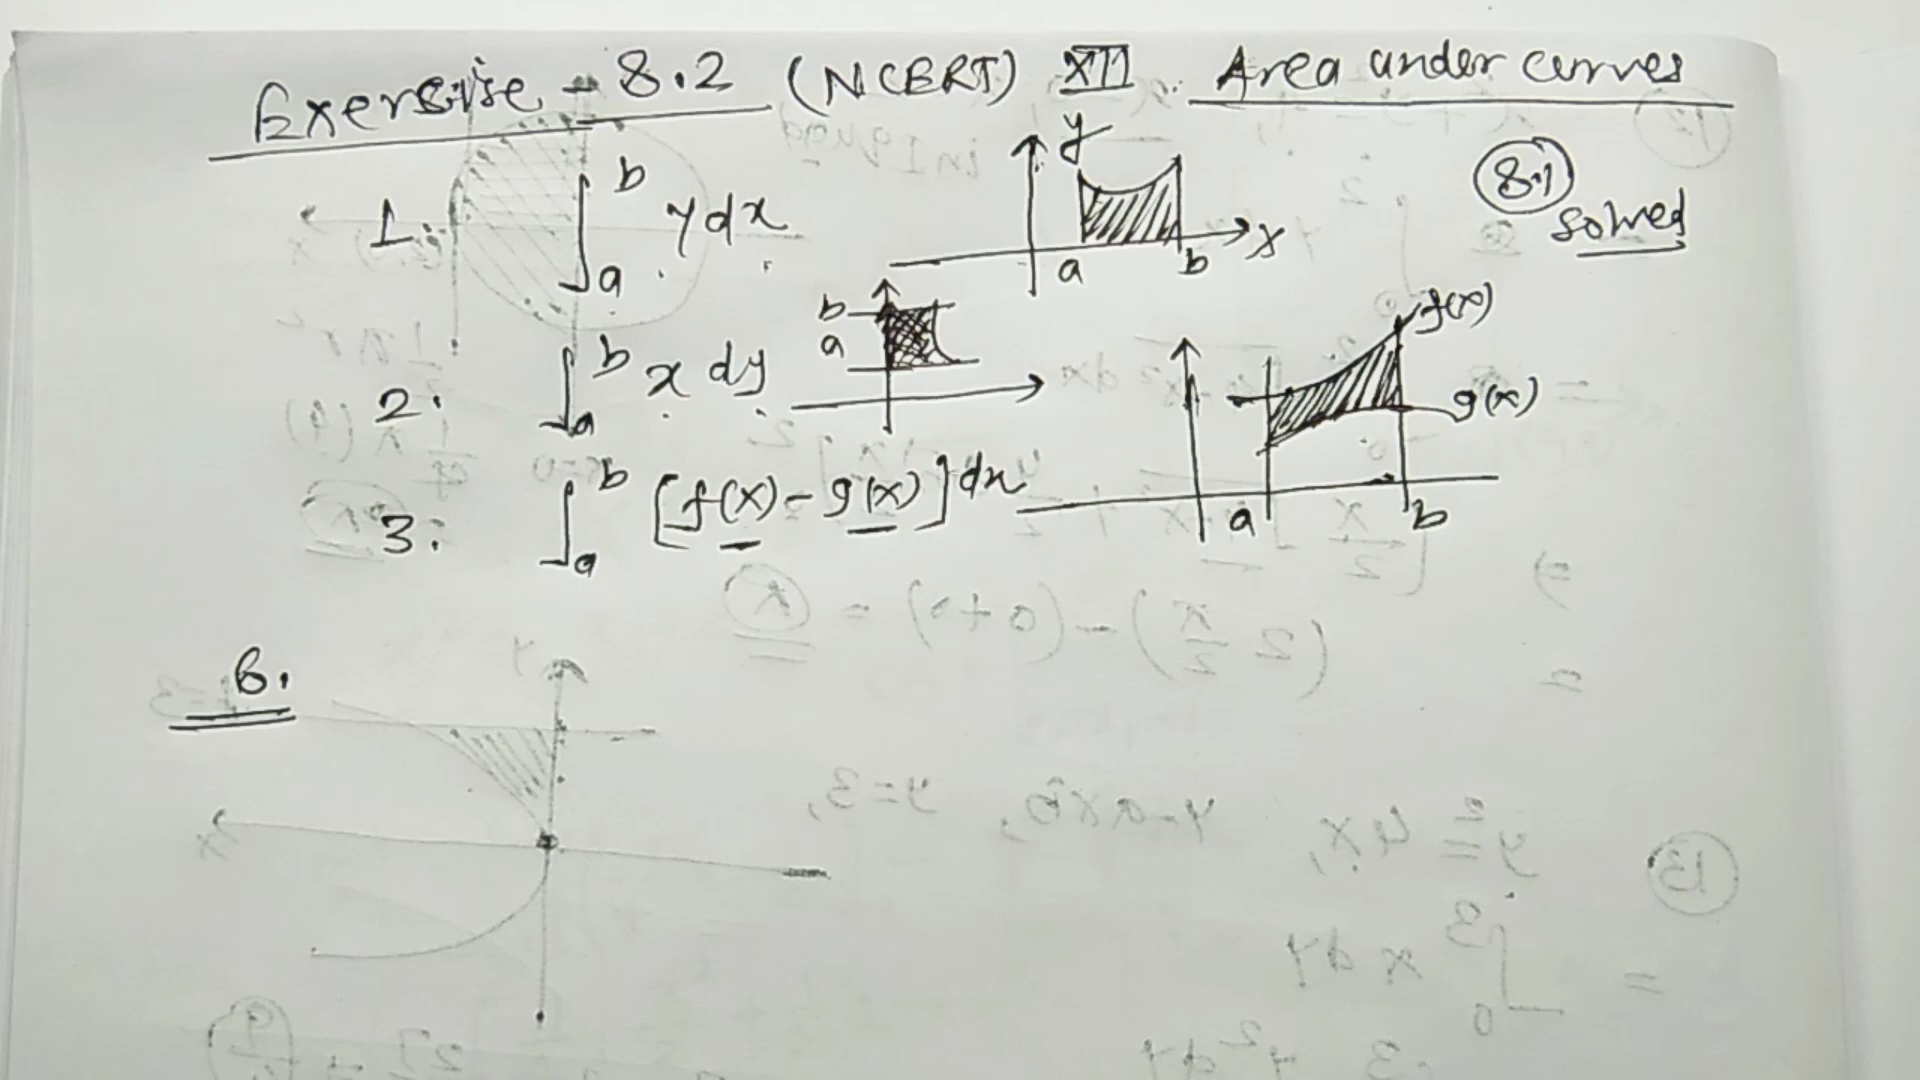 Exersise - 8.2 (NCERT) XII Area under curves
8.1 solved
1. ∫ₐᵇ y dx
y
a b x
2. ∫ₐᵇ x dy
b
a
3. ∫ₐᵇ [f(x) - g(x)] dx
f(x)
g(x)
a b
6.